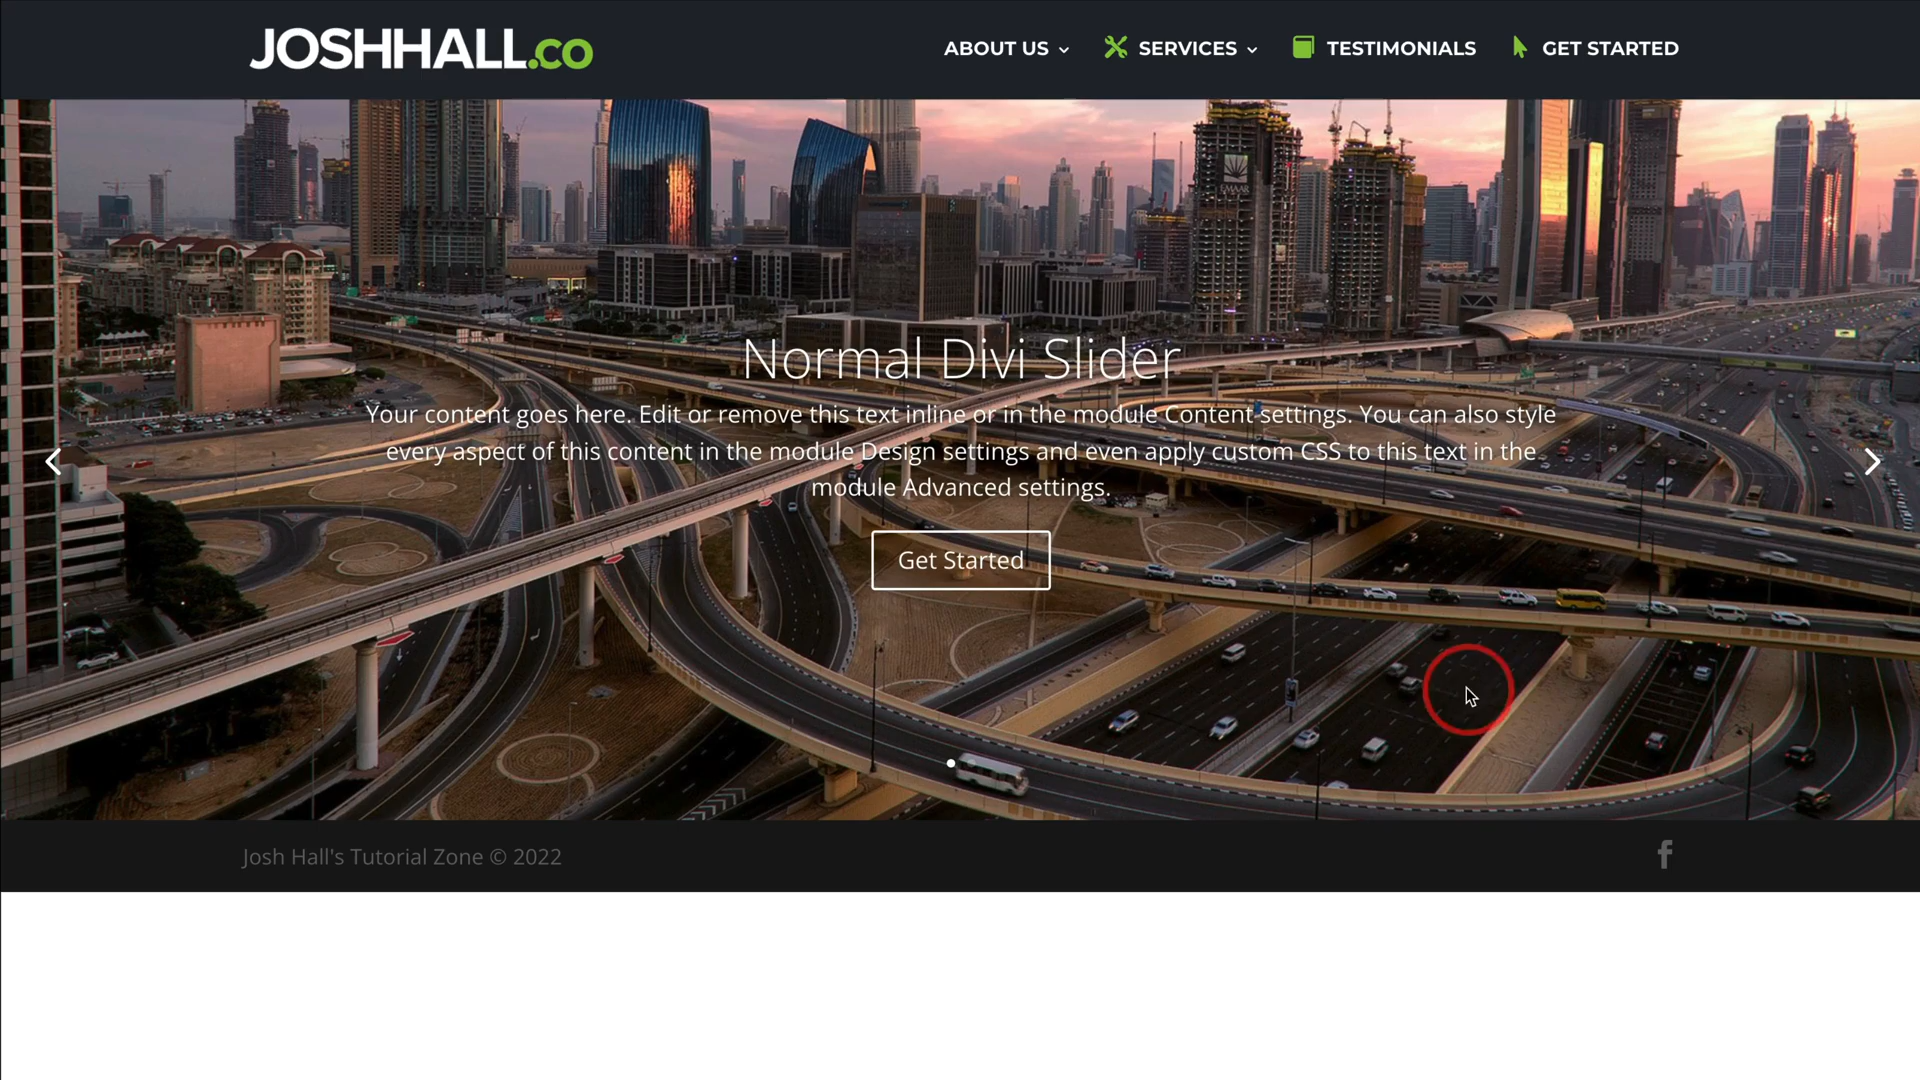 JOSHHALL.CO
ABOUT US
SERVICES
TESTIMONIALS
GET STARTED
EMAAR
Normal Divi Slider
Your content goes here. Edit or remove this text inline or in the module Content settings. You can also style
every aspect of this content in the module Design settings and even apply custom CSS to this text in the
module Advanced settings.
Get Started
Josh Hall's Tutorial Zone © 2022